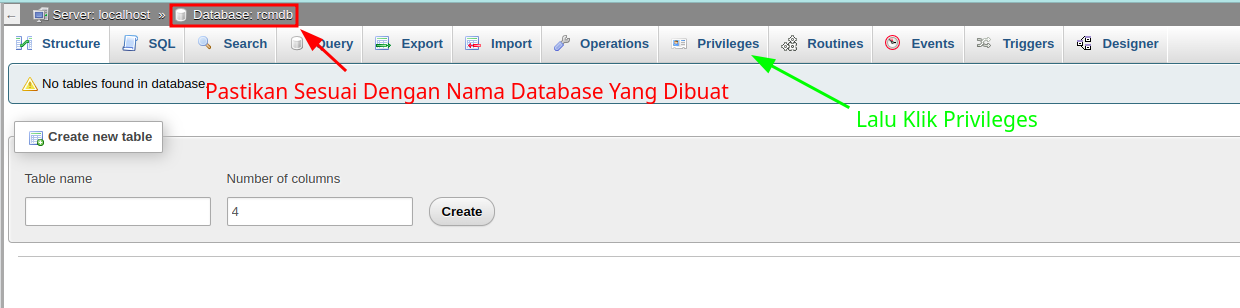 ← Server: localhost » Database: rcmdb
Structure SQL Search Query Export Import Operations Privileges Routines Events Triggers Designer
No tables found in database.
Pastikan Sesuai Dengan Nama Database Yang Dibuat
Lalu Klik Privileges
Create new table
Table name Number of columns
4 Create